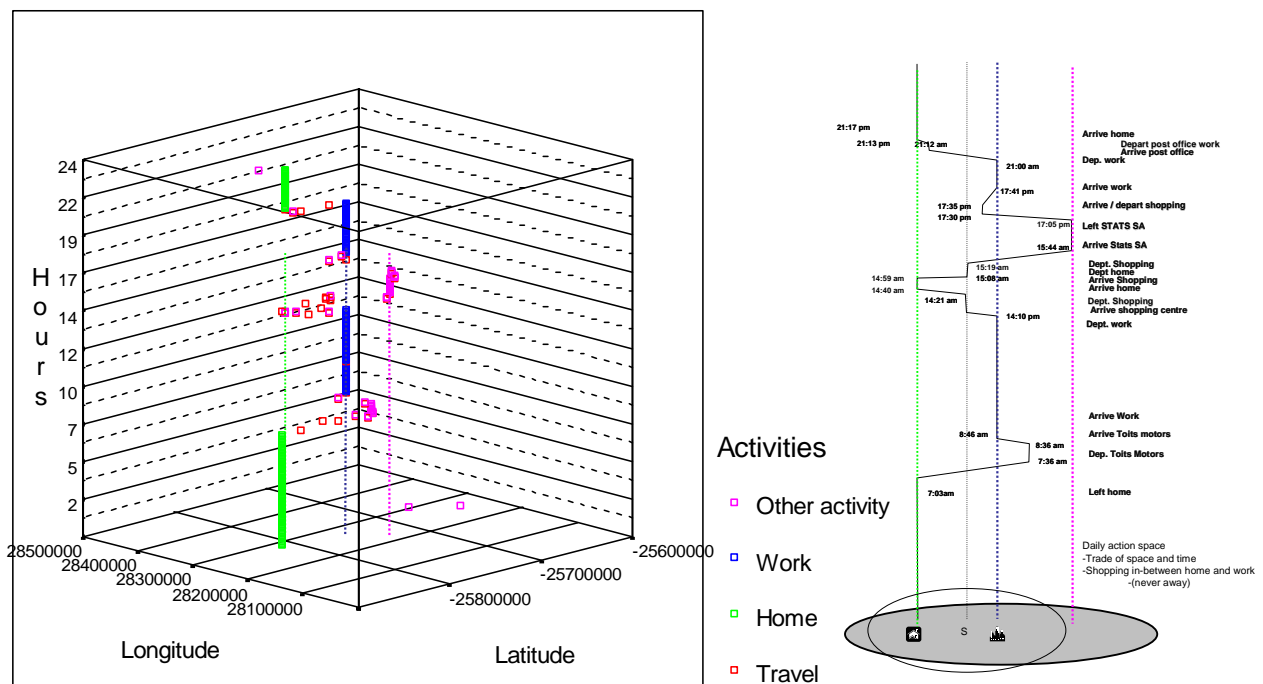 Hours
24
22
19
17
14
12
10
7
5
2
28500000
28400000
28300000
28200000
28100000
-25600000
-25700000
-25800000
Longitude
Latitude
Activities
Other activity
Work
Home
Travel
21:17 pm
21:13 pm
21:12 am
21:00 am
17:41 pm
17:35 pm
17:30 pm
17:05 pm
15:44 am
15:19 am
15:08 am
14:59 am
14:40 am
14:21 am
14:10 pm
8:46 am
8:36 am
7:36 am
7:03am
Arrive home
Depart post office work
Arrive post office
Dep. work
Arrive work
Arrive / depart shopping
Left STATS SA
Arrive Stats SA
Dept. Shopping
Dept home
Arrive Shopping
Arrive home
Dept. Shopping
Arrive shopping centre
Dept. work
Arrive Work
Arrive Toits motors
Dep. Toits Motors
Left home
Daily action space
-Trade of space and time
-Shopping in-between home and work
-(never away)
S